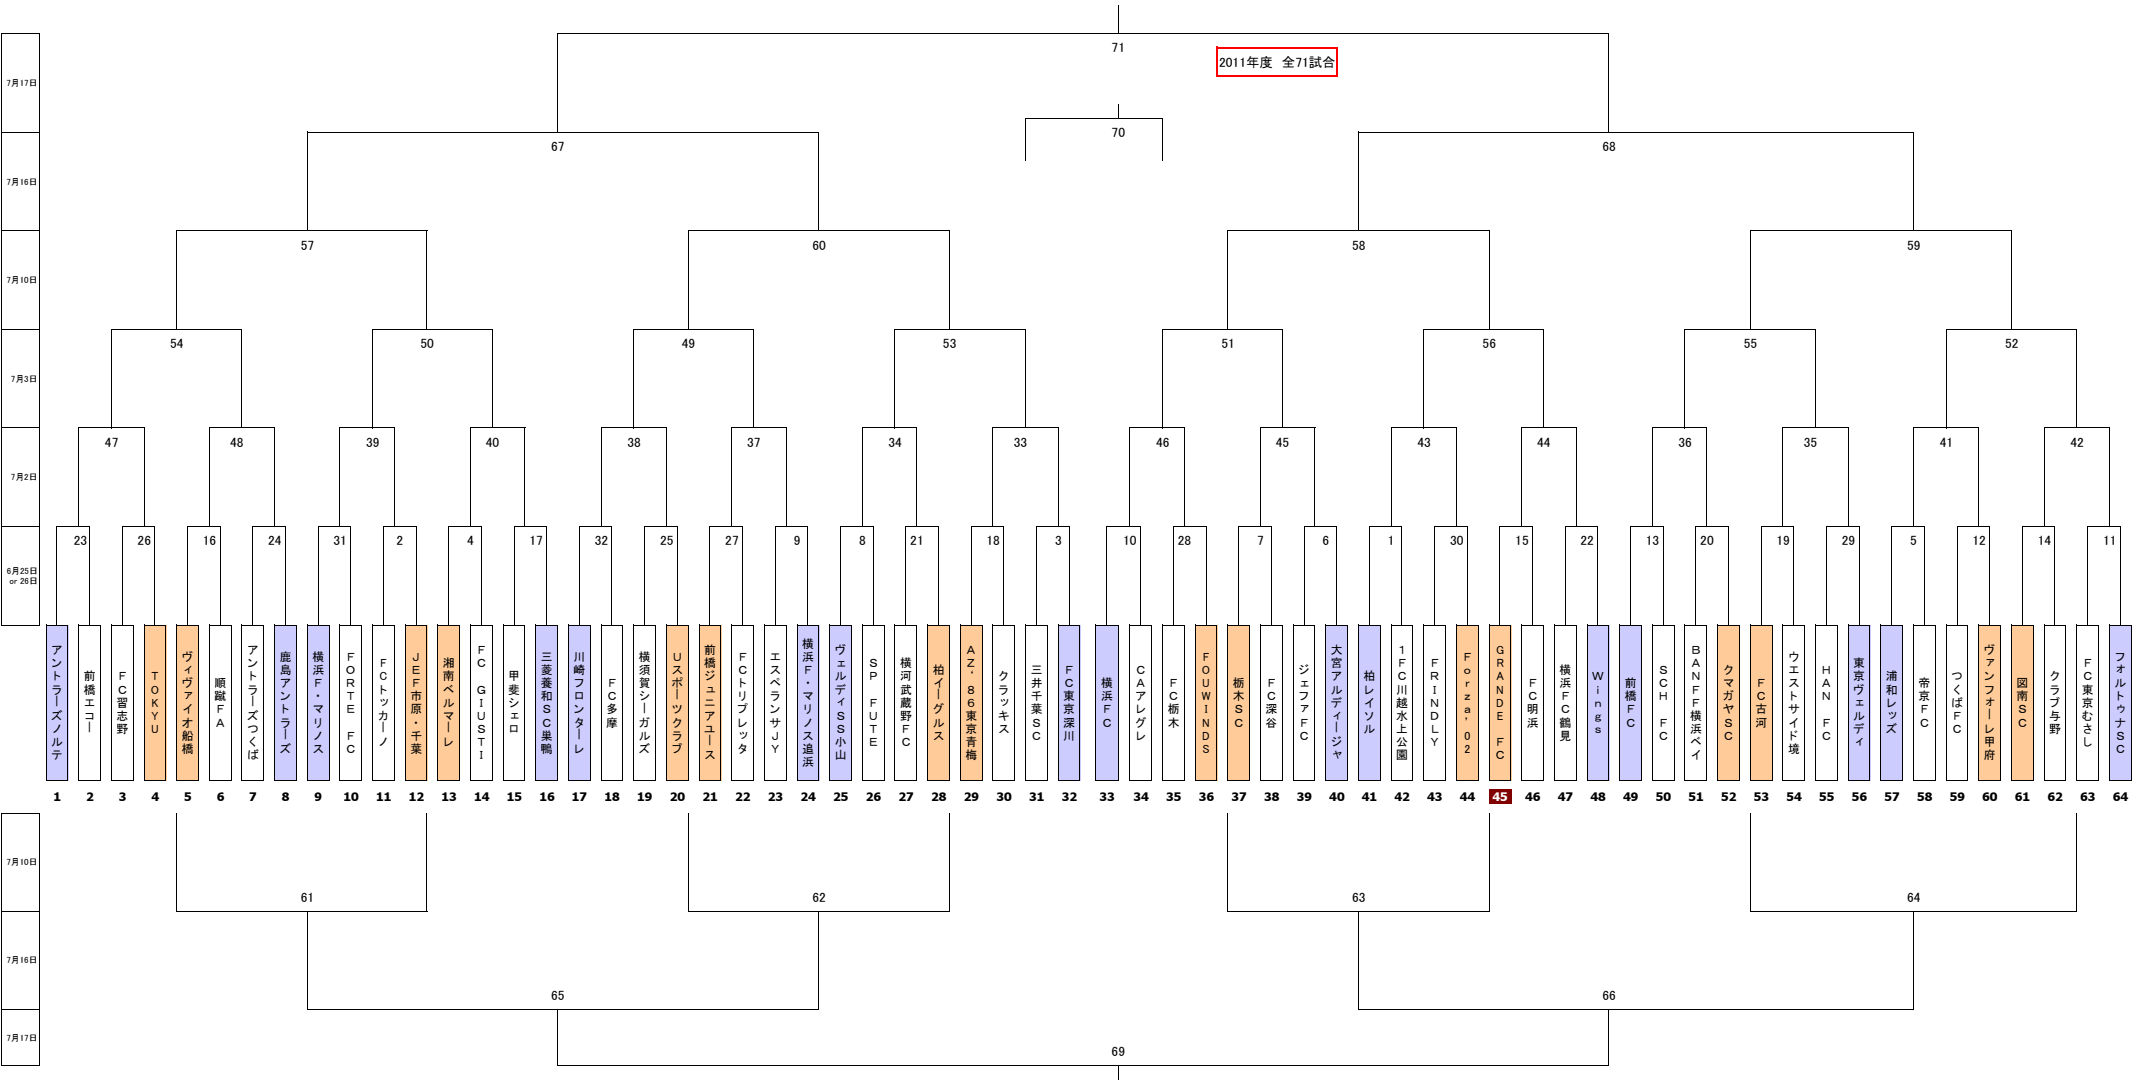 71
2011年度 全71試合
7月17日
70
67
68
7月16日
57
60
58
59
7月10日
54
50
49
53
51
56
55
52
7月3日
47
48
39
40
38
37
34
33
46
45
43
44
36
35
41
42
7月2日
23
26
16
24
31
2
4
17
32
25
27
9
8
21
18
3
10
28
7
6
1
30
15
22
13
20
19
29
5
12
14
11
6月25日
or 26日
アントラーズノルテ
前橋エコー
FC習志野
TOKYU
ヴィヴァイオ船橋
順蹴FA
アントラーズつくば
鹿島アントラーズ
横浜F・マリノス
FORTE FC
FCトッカーノ
JEF市原・千葉
湘南ベルマーレ
FC GIUSTI
甲斐シェロ
三菱養和SC巣鴨
川崎フロンターレ
FC多摩
横須賀シーガルズ
Uスポーツクラブ
前橋ジュニアユース
FCトリプレッタ
エスペランサJY
横浜F・マリノス追浜
ヴェルディSS小山
SP FUTE
横河武蔵野FC
柏イーグルス
AZ'86東京青梅
クラッキス
三井千葉SC
FC東京深川
横浜FC
CAアレグレ
FC栃木
FOUWINDS
栃木SC
FC深谷
ジェファFC
大宮アルディージャ
柏レイソル
1FC川越水上公園
FRINDLY
Forza'02
GRANDE FC
FC明浜
横浜FC鶴見
Wings
前橋FC
SCH FC
BANFF横浜ベイ
クマガヤSC
FC古河
ウエストサイド境
HAN FC
東京ヴェルディ
浦和レッズ
帝京FC
つくばFC
ヴァンフォーレ甲府
図南SC
クラブ与野
FC東京むさし
フォルトゥナSC
1
2
3
4
5
6
7
8
9
10
11
12
13
14
15
16
17
18
19
20
21
22
23
24
25
26
27
28
29
30
31
32
33
34
35
36
37
38
39
40
41
42
43
44
45
46
47
48
49
50
51
52
53
54
55
56
57
58
59
60
61
62
63
64
7月10日
61
62
63
64
7月16日
65
66
7月17日
69